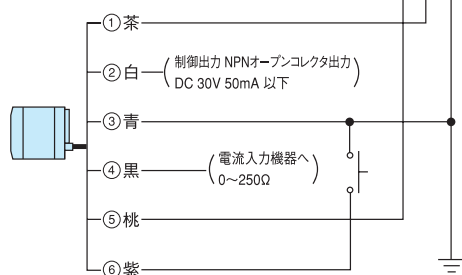 ①茶
②白
制御出力 NPNオープンコレクタ出力
DC 30V 50mA 以下
③青
④黒
電流入力機器へ
0～250Ω
⑤桃
⑥紫